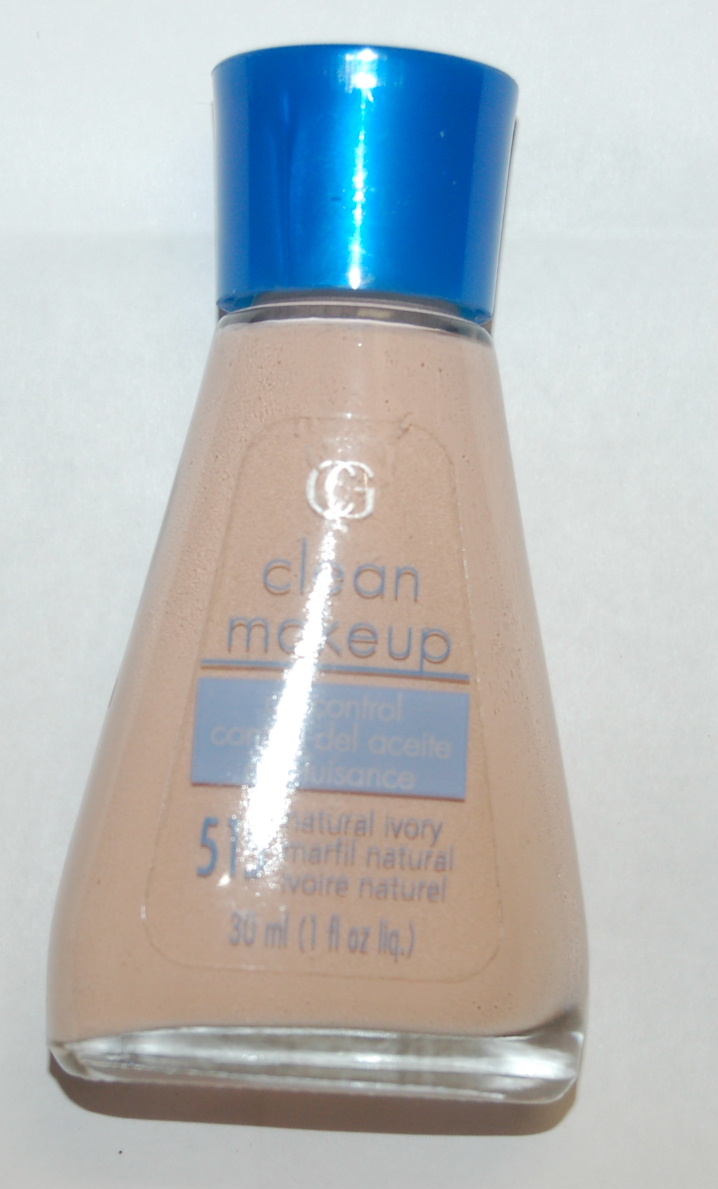 CG
clean
makeup
control
del aceite
natural ivory
marfil natural
ivoire naturel
30 ml (1 fl oz liq.)